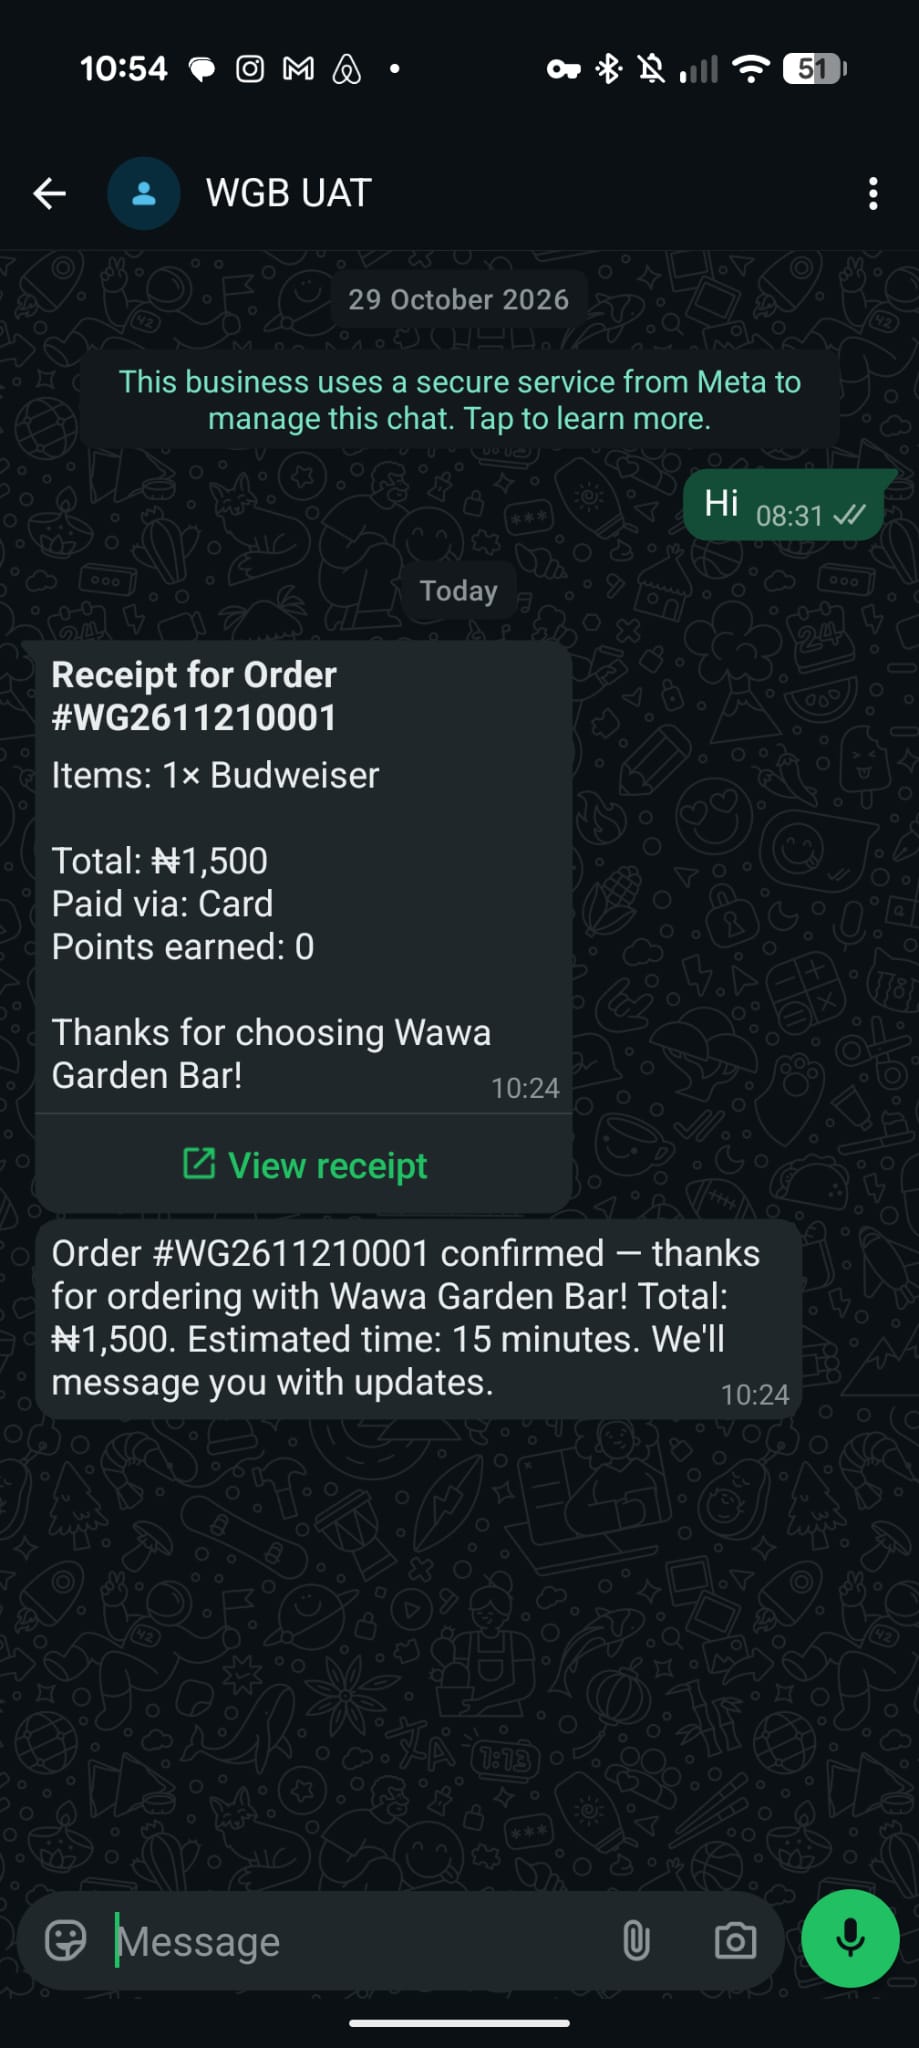 10:54
51
WGB UAT
29 October 2026
This business uses a secure service from Meta to
manage this chat. Tap to learn more.
Hi 08:31
Today
Receipt for Order
#WG2611210001
Items: 1× Budweiser
Total: ₦1,500
Paid via: Card
Points earned: 0
Thanks for choosing Wawa
Garden Bar!
10:24
View receipt
Order #WG2611210001 confirmed — thanks
for ordering with Wawa Garden Bar! Total:
₦1,500. Estimated time: 15 minutes. We'll
message you with updates.
10:24
Message